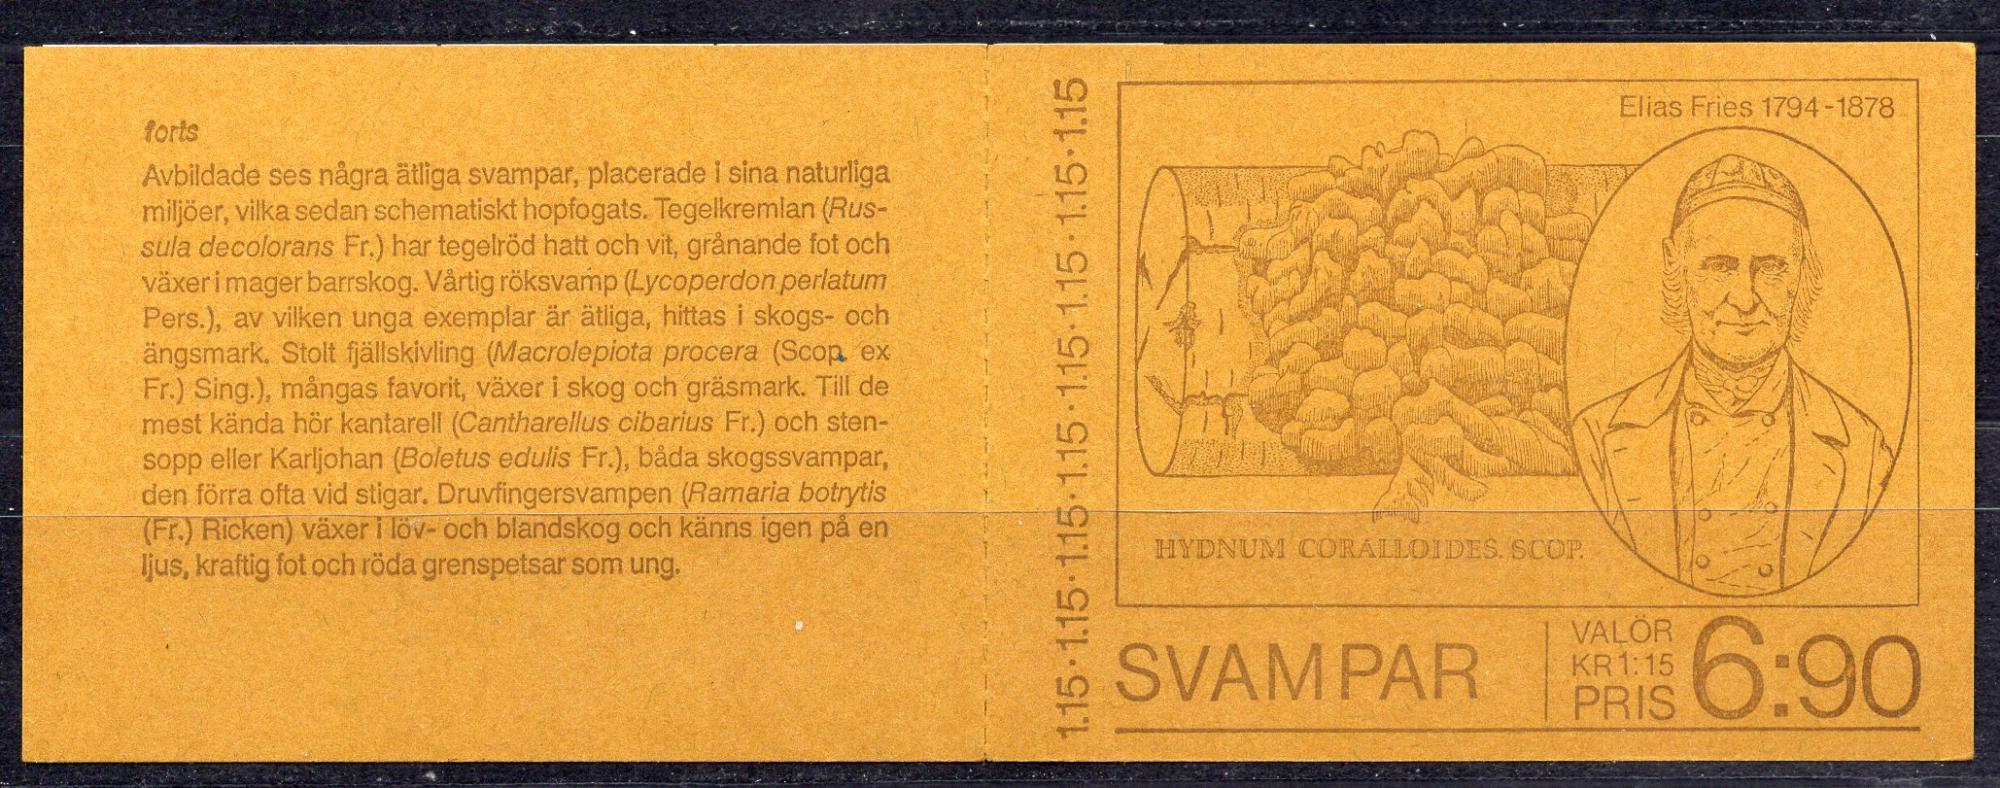 forts
Avbildade ses några ätliga svampar, placerade i sina naturliga
miljöer, vilka sedan schematiskt hopfogats. Tegelkremlan (Rus-
sula decolorans Fr.) har tegelröd hatt och vit, grånande fot och
växer i mager barrskog. Vårtig röksvamp (Lycoperdon perlatum
Pers.), av vilken unga exemplar är ätliga, hittas i skogs- och
ängsmark. Stolt fjällskivling (Macrolepiota procera (Scop. ex
Fr.) Sing.), mångas favorit, växer i skog och gräsmark. Till de
mest kända hör kantarell (Cantharellus cibarius Fr.) och sten-
sopp eller Karljohan (Boletus edulis Fr.), båda skogssvampar,
den förra ofta vid stigar. Druvfingersvampen (Ramaria botrytis
(Fr.) Ricken) växer i löv- och blandskog och känns igen på en
ljus, kraftig fot och röda grenspetsar som ung.
1.15·1.15·1.15·1.15·1.15·1.15·1.15·1.15
Elias Fries 1794-1878
HYDNUM CORALLOIDES. SCOP.
SVAMPAR
VALÖR
KR 1:15
PRIS 6:90